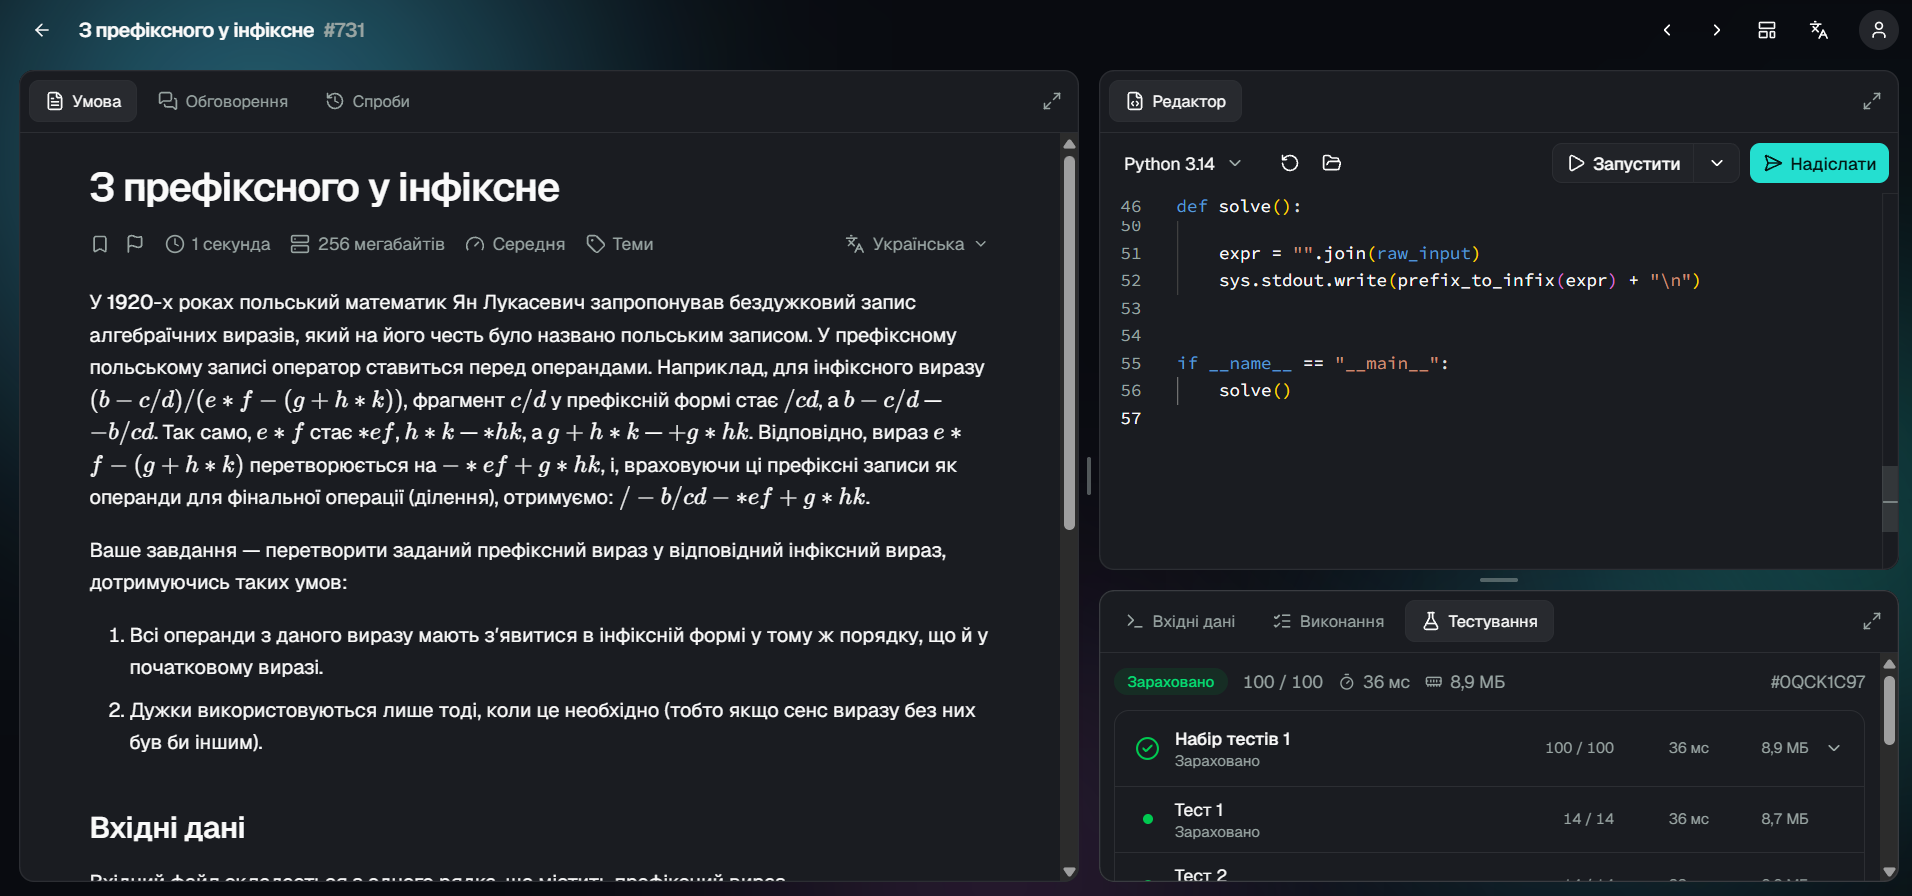 З префіксного у інфіксне #731
Умова
Обговорення
Спроби
З префіксного у інфіксне
1 секунда
256 мегабайтів
Середня
Теми
Українська
У 1920-х роках польський математик Ян Лукасевич запропонував бездужковий запис
алгебраїчних виразів, який на його честь було названо польським записом. У префіксному
польському записі оператор ставиться перед операндами. Наприклад, для інфіксного виразу
(b − c/d)/(e ∗ f − (g + h ∗ k)), фрагмент c/d у префіксній формі стає /cd, а b − c/d —
−b/cd. Так само, e ∗ f стає ∗ef, h ∗ k — ∗hk, а g + h ∗ k — +g ∗ hk. Відповідно, вираз e ∗
f − (g + h ∗ k) перетворюється на − ∗ ef + g ∗ hk, і, враховуючи ці префіксні записи як
операнди для фінальної операції (ділення), отримуємо: / − b/cd − ∗ef + g ∗ hk.
Ваше завдання — перетворити заданий префіксний вираз у відповідний інфіксний вираз,
дотримуючись таких умов:
1. Всі операнди з даного виразу мають з’явитися в інфіксній формі у тому ж порядку, що й у
початковому виразі.
2. Дужки використовуються лише тоді, коли це необхідно (тобто якщо сенс виразу без них
був би іншим).
Вхідні дані
Вхідний файл складається з одного рядка, що містить префіксний вираз
Редактор
Python 3.14
Запустити
Надіслати
46 def solve():
50
51 expr = "".join(raw_input)
52 sys.stdout.write(prefix_to_infix(expr) + "\n")
53
54
55 if __name__ == "__main__":
56 solve()
57
Вхідні дані
Виконання
Тестування
Зараховано 100 / 100 36 мс 8,9 МБ #0QCK1C97
Набір тестів 1 100 / 100 36 мс 8,9 МБ
Зараховано
Тест 1 14 / 14 36 мс 8,7 МБ
Зараховано
Тест 2